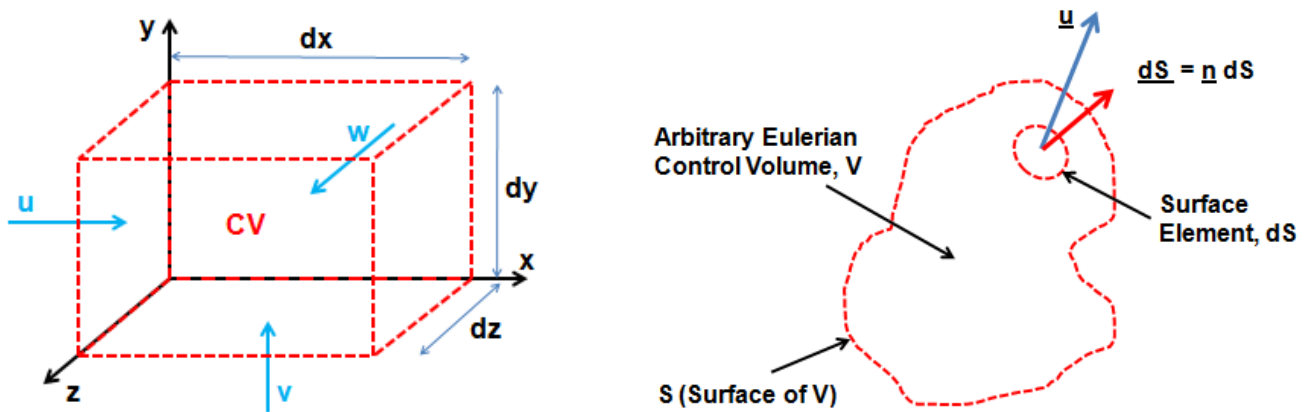 y
dx
w
dy
u
CV
x
dz
z
v
u
dS = n dS
Arbitrary Eulerian
Control Volume, V
Surface
Element, dS
S (Surface of V)